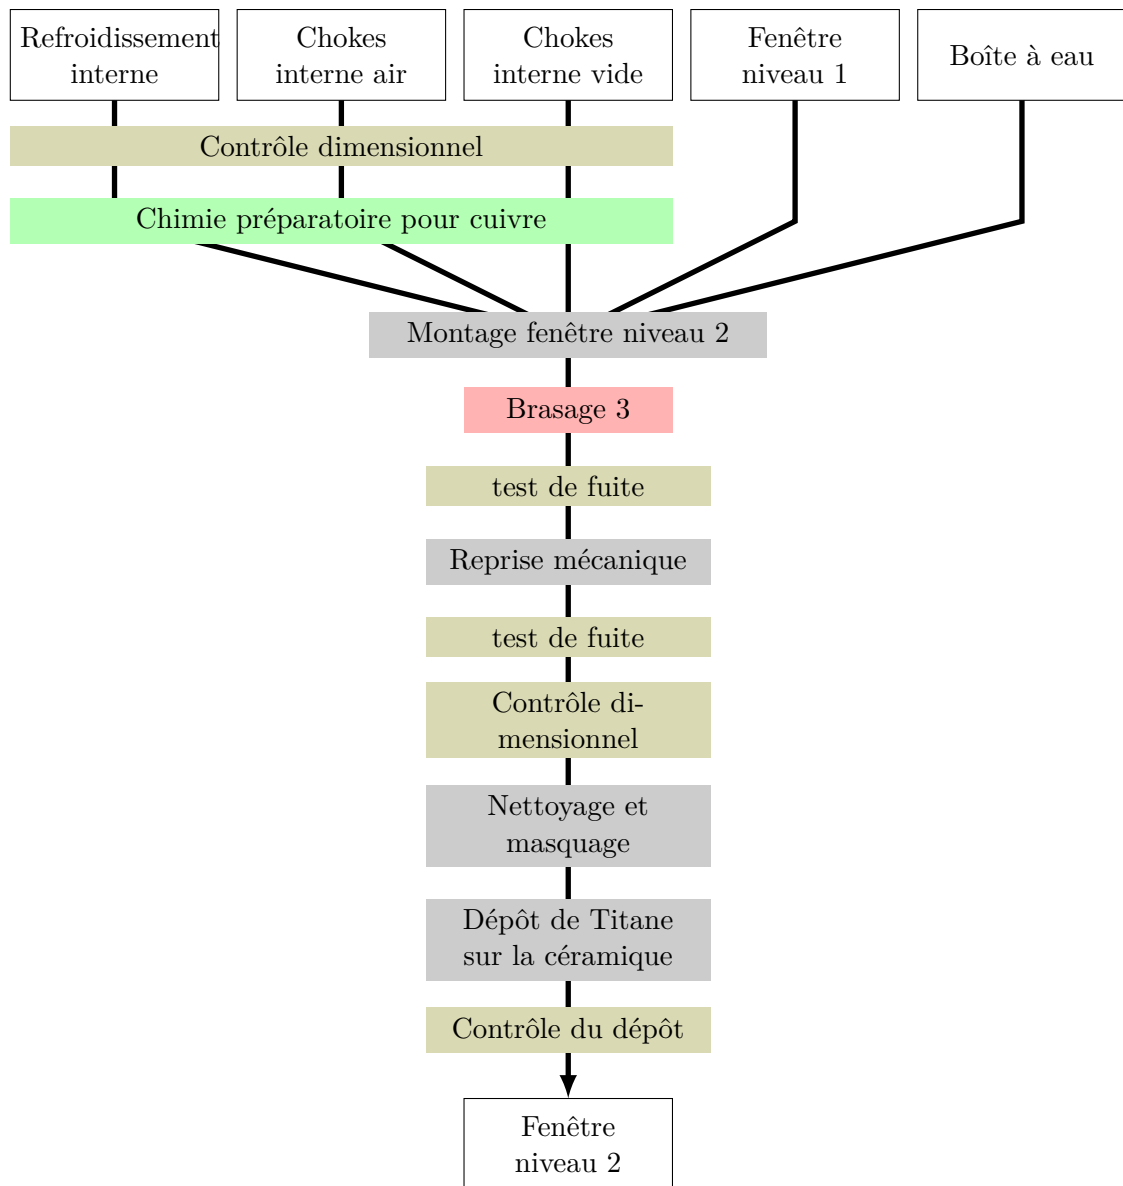 Refroidissement
interne
Chokes
interne air
Chokes
interne vide
Fenêtre
niveau 1
Boîte à eau
Contrôle dimensionnel
Chimie préparatoire pour cuivre
Montage fenêtre niveau 2
Brasage 3
test de fuite
Reprise mécanique
test de fuite
Contrôle di-
mensionnel
Nettoyage et
masquage
Dépôt de Titane
sur la céramique
Contrôle du dépôt
Fenêtre
niveau 2